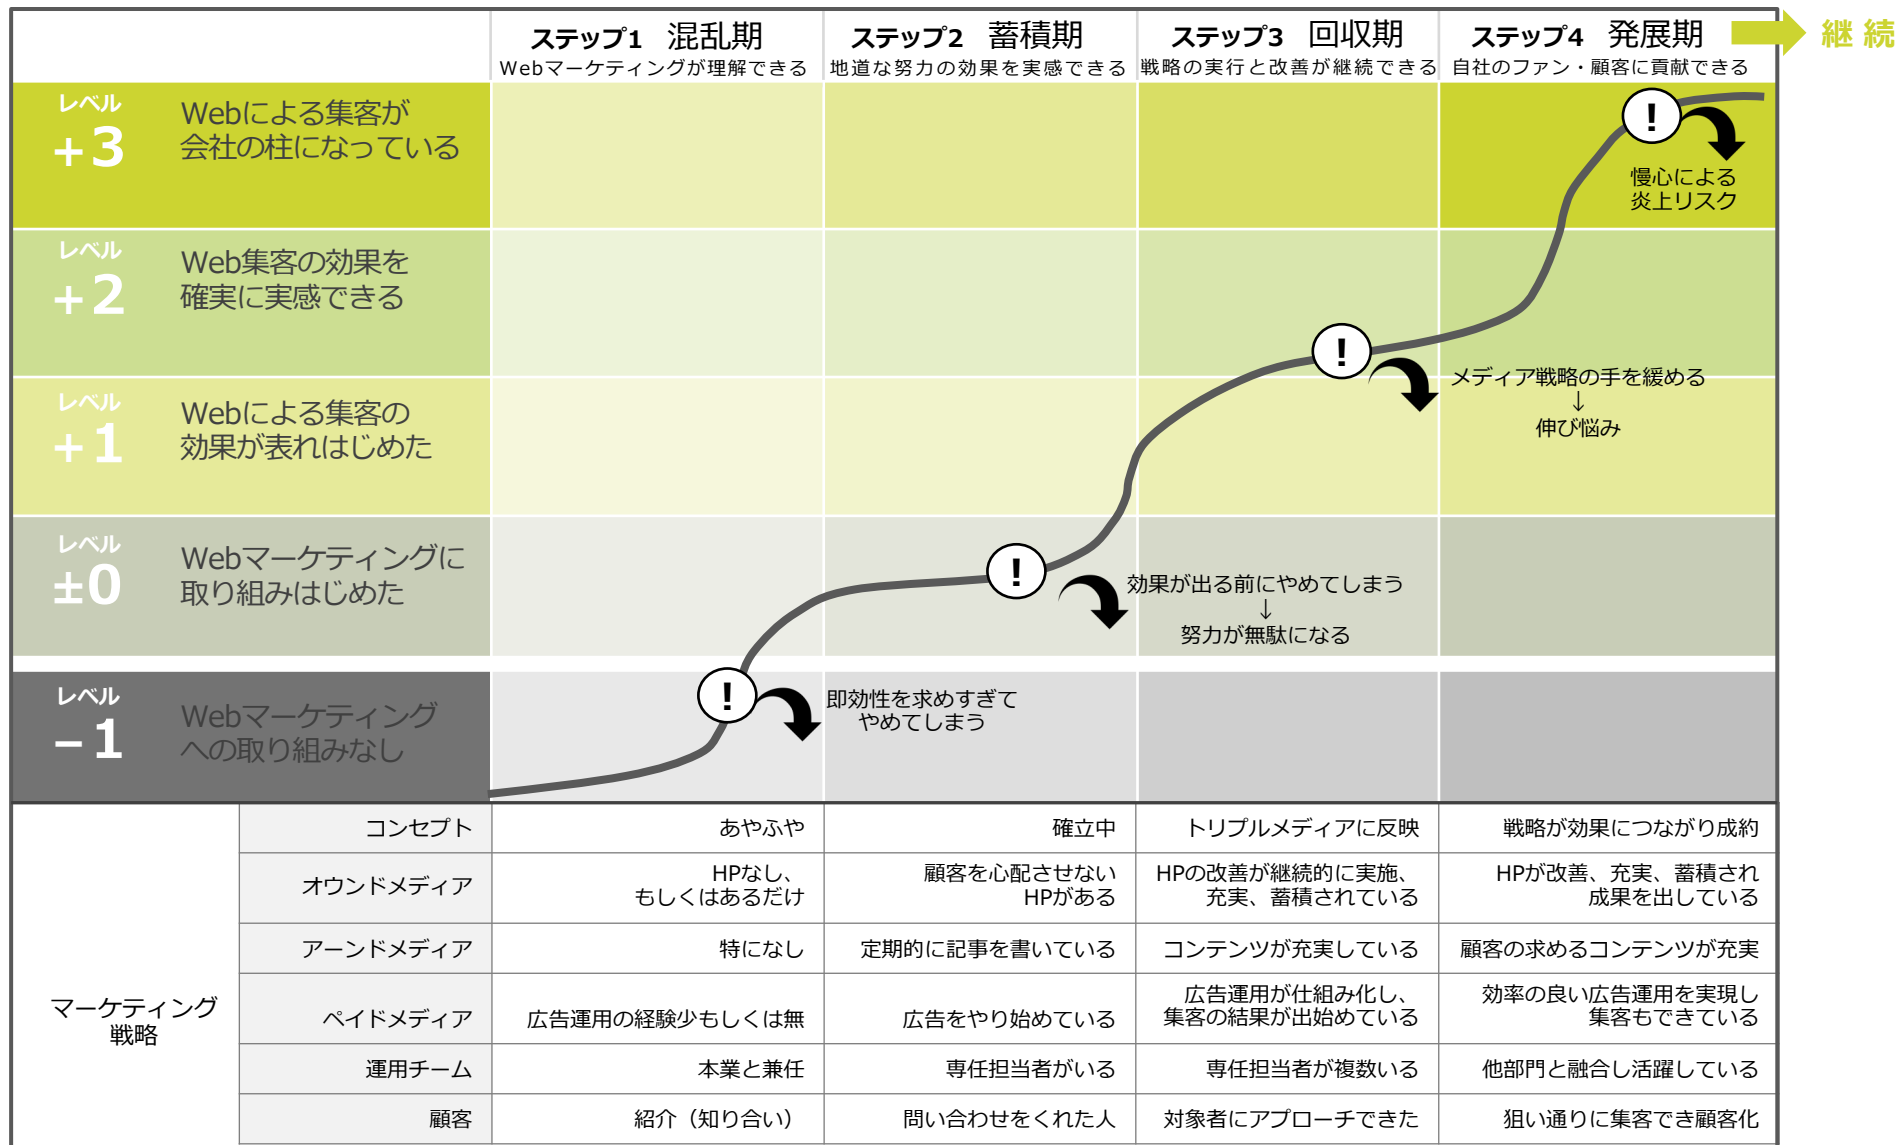 ステップ1 混乱期
Webマーケティングが理解できる
ステップ2 蓄積期
地道な努力の効果を実感できる
ステップ3 回収期
戦略の実行と改善が継続できる
ステップ4 発展期
自社のファン・顧客に貢献できる
継続
レベル
+3
Webによる集客が
会社の柱になっている
!
慢心による
炎上リスク
レベル
+2
Web集客の効果を
確実に実感できる
!
メディア戦略の手を緩める
↓
伸び悩み
レベル
+1
Webによる集客の
効果が表れはじめた
レベル
±0
Webマーケティングに
取り組みはじめた
!
効果が出る前にやめてしまう
↓
努力が無駄になる
レベル
−1
Webマーケティング
への取り組みなし
!
即効性を求めすぎて
やめてしまう
マーケティング
戦略
コンセプト
あやふや
確立中
トリプルメディアに反映
戦略が効果につながり成約
オウンドメディア
HPなし、
もしくはあるだけ
顧客を心配させない
HPがある
HPの改善が継続的に実施、
充実、蓄積されている
HPが改善、充実、蓄積され
成果を出している
アーンドメディア
特になし
定期的に記事を書いている
コンテンツが充実している
顧客の求めるコンテンツが充実
ペイドメディア
広告運用の経験少もしくは無
広告をやり始めている
広告運用が仕組み化し、
集客の結果が出始めている
効率の良い広告運用を実現し
集客もできている
運用チーム
本業と兼任
専任担当者がいる
専任担当者が複数いる
他部門と融合し活躍している
顧客
紹介（知り合い）
問い合わせをくれた人
対象者にアプローチできた
狙い通りに集客でき顧客化